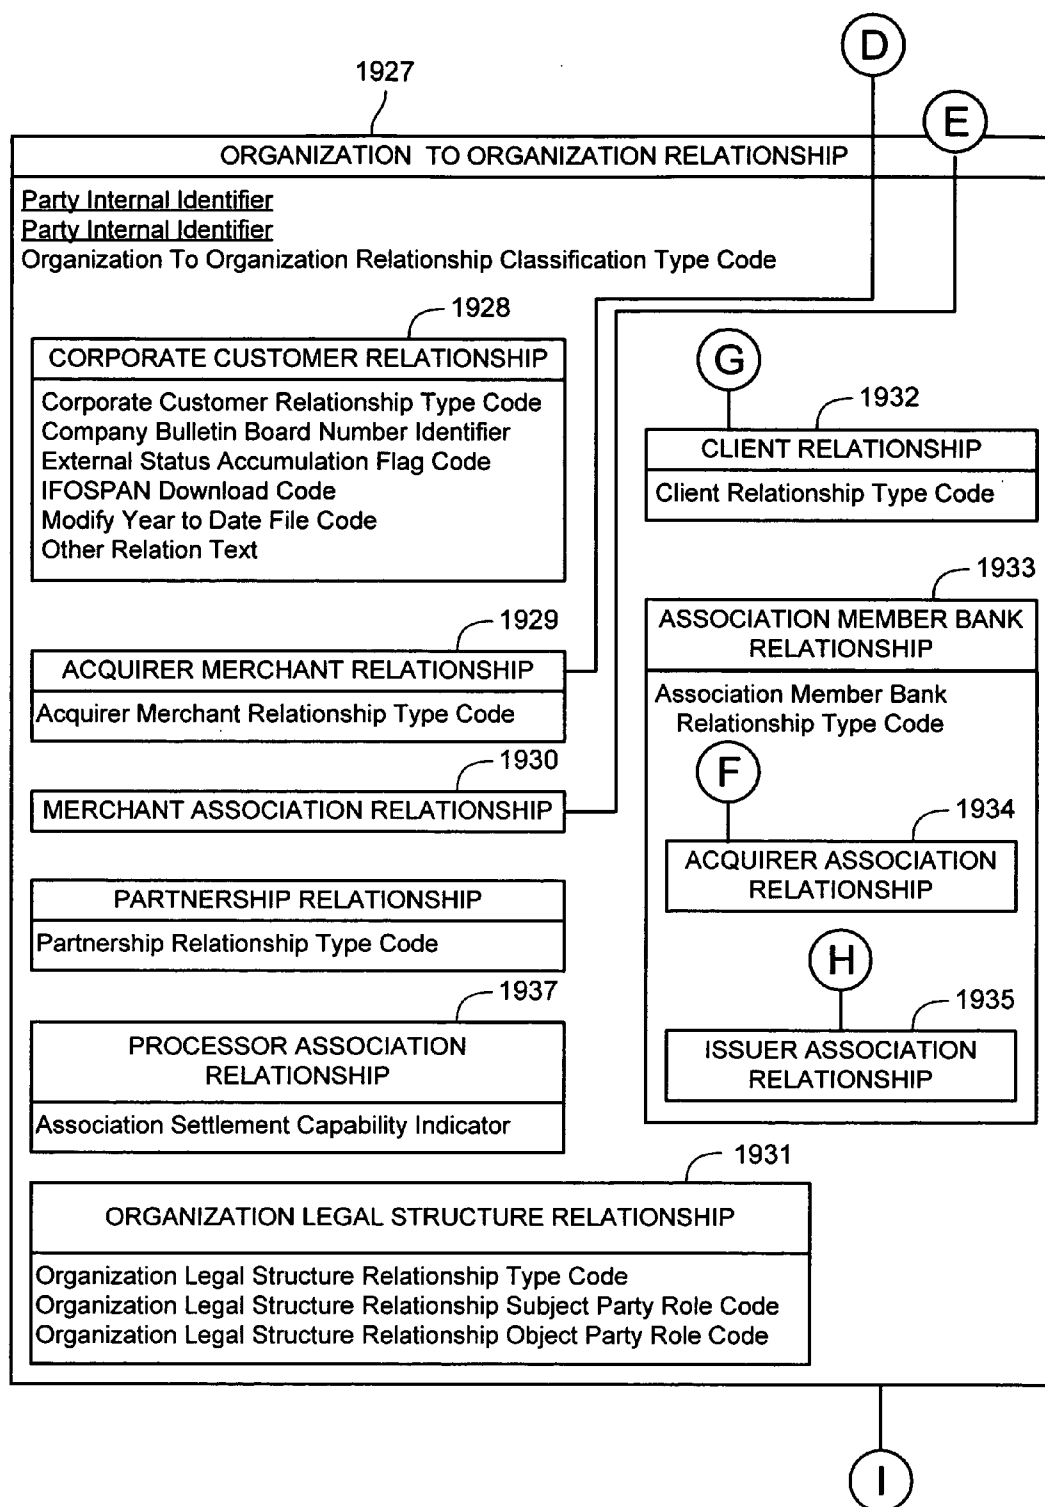 D
1927
E
ORGANIZATION TO ORGANIZATION RELATIONSHIP
Party Internal Identifier
Party Internal Identifier
Organization To Organization Relationship Classification Type Code
1928
CORPORATE CUSTOMER RELATIONSHIP
Corporate Customer Relationship Type Code
Company Bulletin Board Number Identifier
External Status Accumulation Flag Code
IFOSPAN Download Code
Modify Year to Date File Code
Other Relation Text
G
1932
CLIENT RELATIONSHIP
Client Relationship Type Code
1929
ACQUIRER MERCHANT RELATIONSHIP
Acquirer Merchant Relationship Type Code
1930
MERCHANT ASSOCIATION RELATIONSHIP
1933
ASSOCIATION MEMBER BANK
RELATIONSHIP
Association Member Bank
Relationship Type Code
F
1934
ACQUIRER ASSOCIATION
RELATIONSHIP
H
1935
ISSUER ASSOCIATION
RELATIONSHIP
PARTNERSHIP RELATIONSHIP
Partnership Relationship Type Code
1937
PROCESSOR ASSOCIATION
RELATIONSHIP
Association Settlement Capability Indicator
1931
ORGANIZATION LEGAL STRUCTURE RELATIONSHIP
Organization Legal Structure Relationship Type Code
Organization Legal Structure Relationship Subject Party Role Code
Organization Legal Structure Relationship Object Party Role Code
I